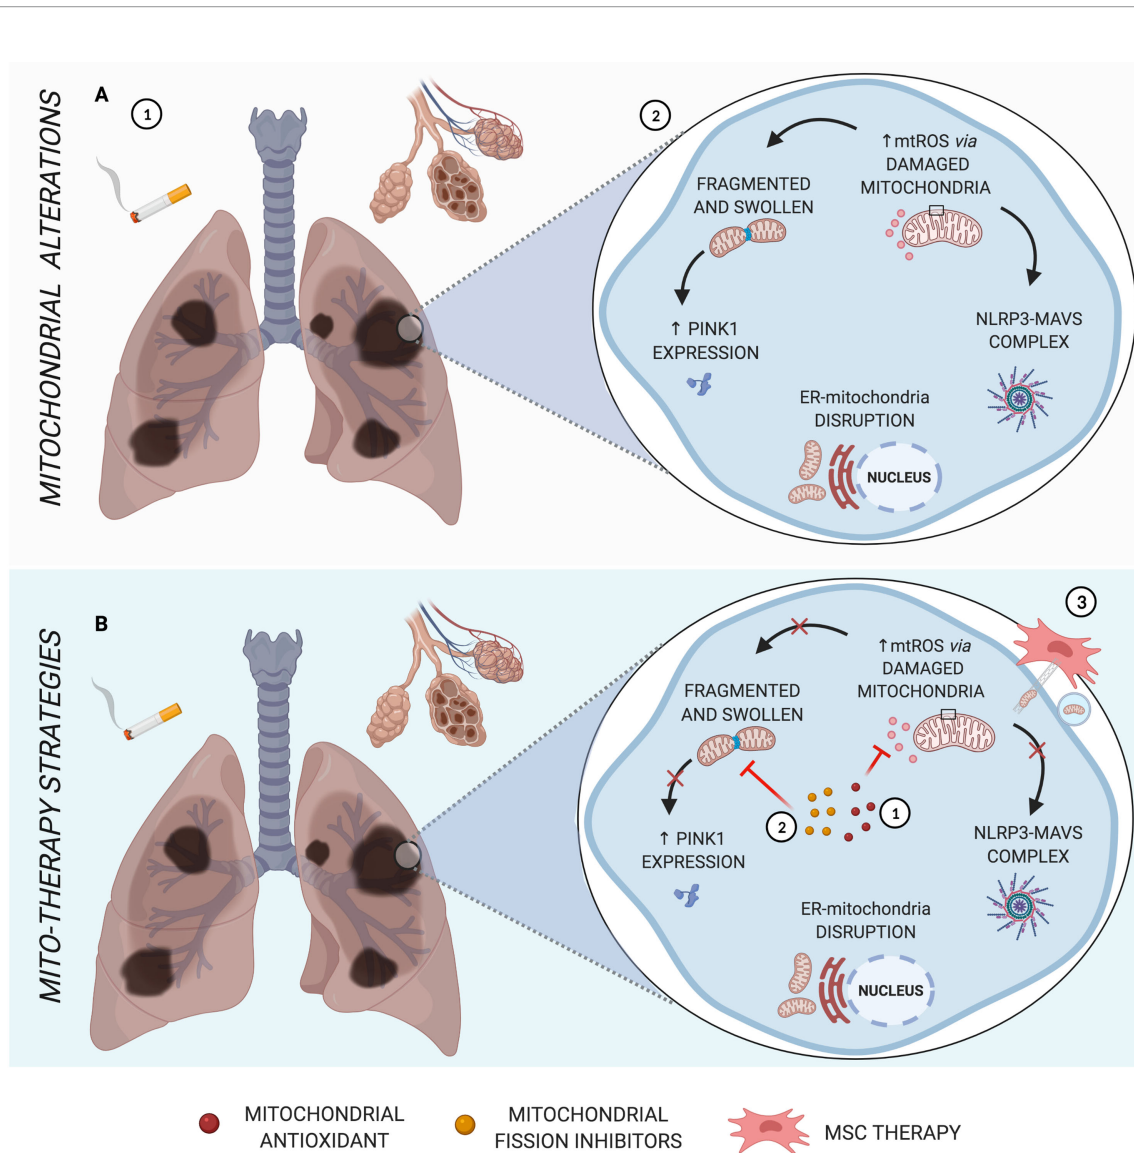 MITOCHONDRIAL ALTERATIONS
A
1
2
↑mtROS via
DAMAGED
MITOCHONDRIA
FRAGMENTED
AND SWOLLEN
↑ PINK1
EXPRESSION
NLRP3-MAVS
COMPLEX
ER-mitochondria
DISRUPTION
NUCLEUS
MITO-THERAPY STRATEGIES
B
3
↑mtROS via
DAMAGED
MITOCHONDRIA
FRAGMENTED
AND SWOLLEN
2
1
↑ PINK1
EXPRESSION
NLRP3-MAVS
COMPLEX
ER-mitochondria
DISRUPTION
NUCLEUS
MITOCHONDRIAL
ANTIOXIDANT
MITOCHONDRIAL
FISSION INHIBITORS
MSC THERAPY